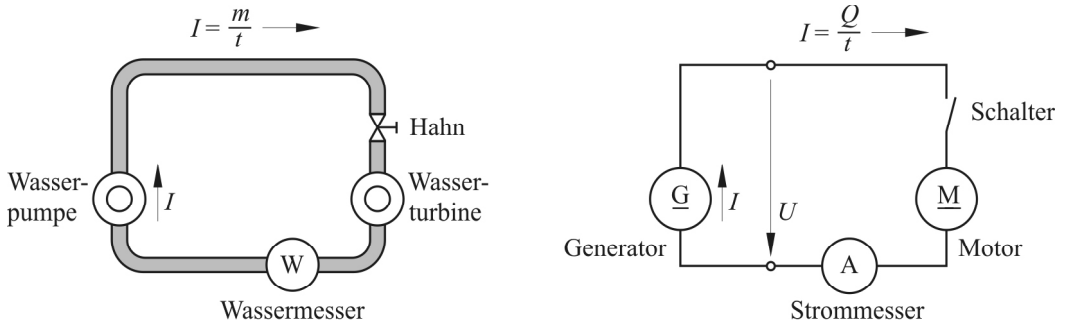 I = m/t
Hahn
Wasser-
pumpe
I
Wasser-
turbine
W
Wassermesser
I = Q/t
Schalter
G
I
U
M
Generator
Motor
A
Strommesser